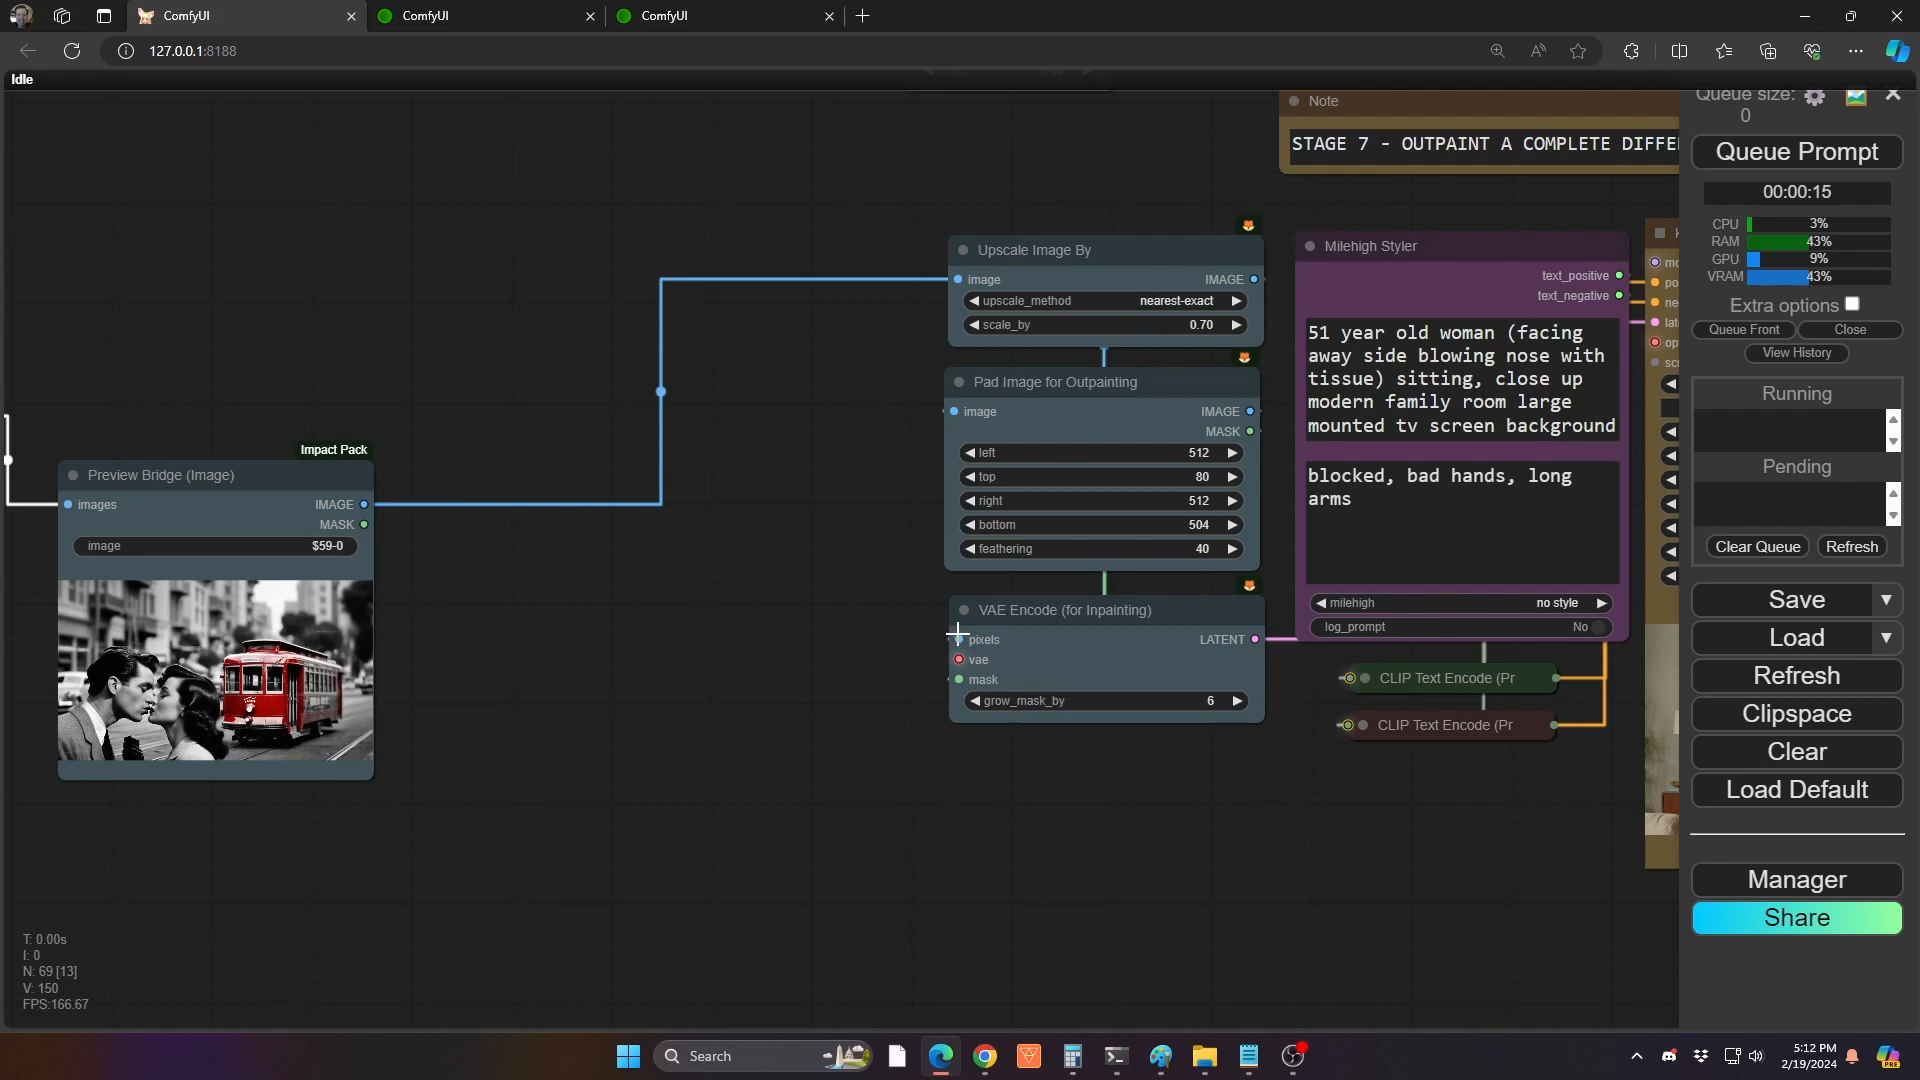 ComfyUI
ComfyUI
ComfyUI
127.0.0.1:8188
Idle
Note
STAGE 7 - OUTPAINT A COMPLETE DIFFE
Queue size:
0
Queue Prompt
00:00:15
CPU 3%
RAM 43%
GPU 9%
VRAM 43%
Extra options
Queue Front
Close
View History
Running
Pending
Clear Queue
Refresh
Save
Load
Refresh
Clipspace
Clear
Load Default
Manager
Share
Upscale Image By
image IMAGE
upscale_method nearest-exact
scale_by 0.70
Pad Image for Outpainting
image IMAGE
MASK
left 512
top 80
right 512
bottom 504
feathering 40
VAE Encode (for Inpainting)
pixels LATENT
vae
mask
grow_mask_by 6
Milehigh Styler
text_positive
text_negative
51 year old woman (facing
away side blowing nose with
tissue) sitting, close up
modern family room large
mounted tv screen background
blocked, bad hands, long
arms
milehigh no style
log_prompt No
CLIP Text Encode (Pr
CLIP Text Encode (Pr
mo
po
ne
lat
op
sc
Impact Pack
Preview Bridge (Image)
images IMAGE
MASK
image $59-0
T: 0.00s
I: 0
N: 69 [13]
V: 150
FPS:166.67
Search
5:12 PM
2/19/2024
PRE